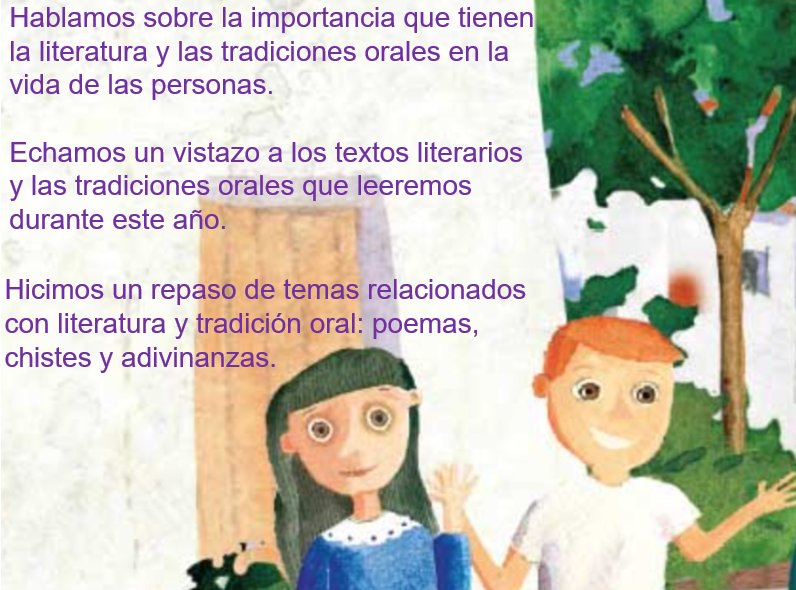 Hablamos sobre la importancia que tienen
la literatura y las tradiciones orales en la
vida de las personas.
Echamos un vistazo a los textos literarios
y las tradiciones orales que leeremos
durante este año.
Hicimos un repaso de temas relacionados
con literatura y tradición oral: poemas,
chistes y adivinanzas.